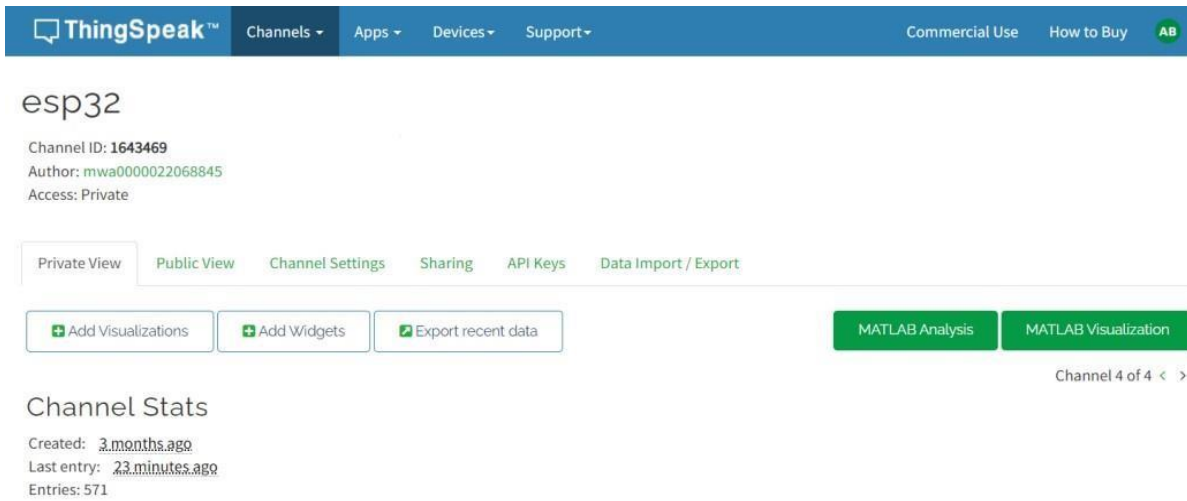 ThingSpeak™ Channels Apps Devices Support Commercial Use How to Buy AB
esp32
Channel ID: 1643469
Author: mwa0000022068845
Access: Private
Private View Public View Channel Settings Sharing API Keys Data Import / Export
Add Visualizations Add Widgets Export recent data MATLAB Analysis MATLAB Visualization
Channel 4 of 4 < >
Channel Stats
Created: 3 months ago
Last entry: 23 minutes ago
Entries: 571